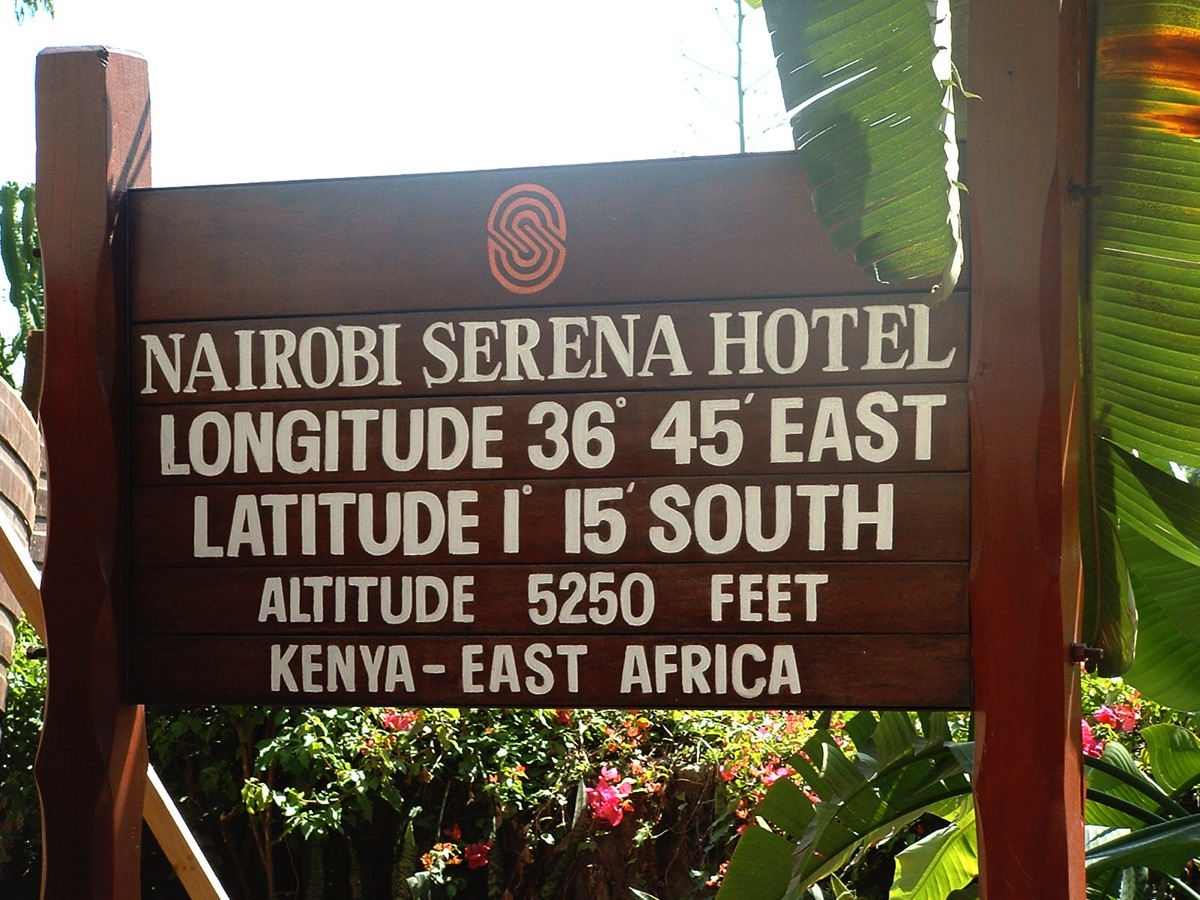 NAIROBI SERENA HOTEL
LONGITUDE 36° 45′ EAST
LATITUDE 1° 15′ SOUTH
ALTITUDE 5250 FEET
KENYA - EAST AFRICA